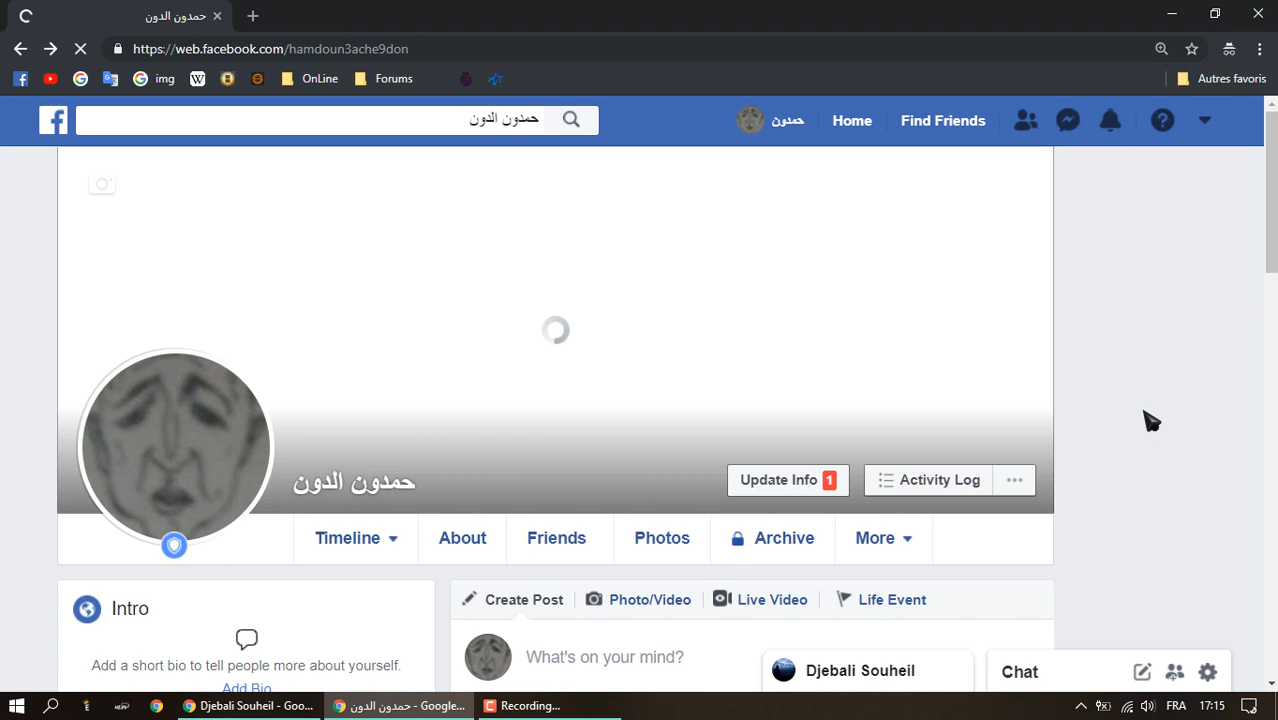 حمدون الدون
https://web.facebook.com/hamdoun3ache9don
img
OnLine
Forums
Autres favoris
حمدون الدون
حمدون
Home
Find Friends
حمدون الدون
Update Info 1
Activity Log
Timeline
About
Friends
Photos
Archive
More
Intro
Add a short bio to tell people more about yourself.
Add Bio
Create Post
Photo/Video
Live Video
Life Event
What's on your mind?
Djebali Souheil
Chat
Djebali Souheil - Goo...
حمدون الدون - Google...
Recording...
FRA
17:15